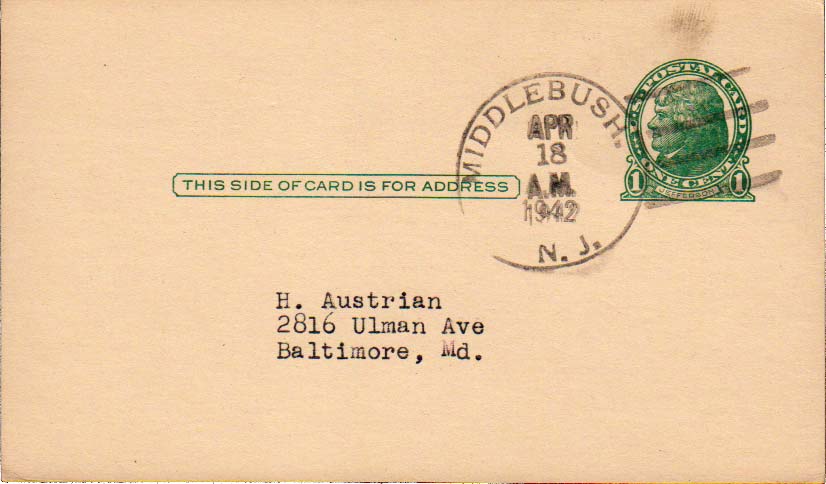 U.S. POSTAL CARD
ONE CENT
1 JEFFERSON 1
MIDDLEBUSH.
APR
18
A.M.
1942
N. J.
THIS SIDE OF CARD IS FOR ADDRESS
H. Austrian
2816 Ulman Ave
Baltimore, Md.